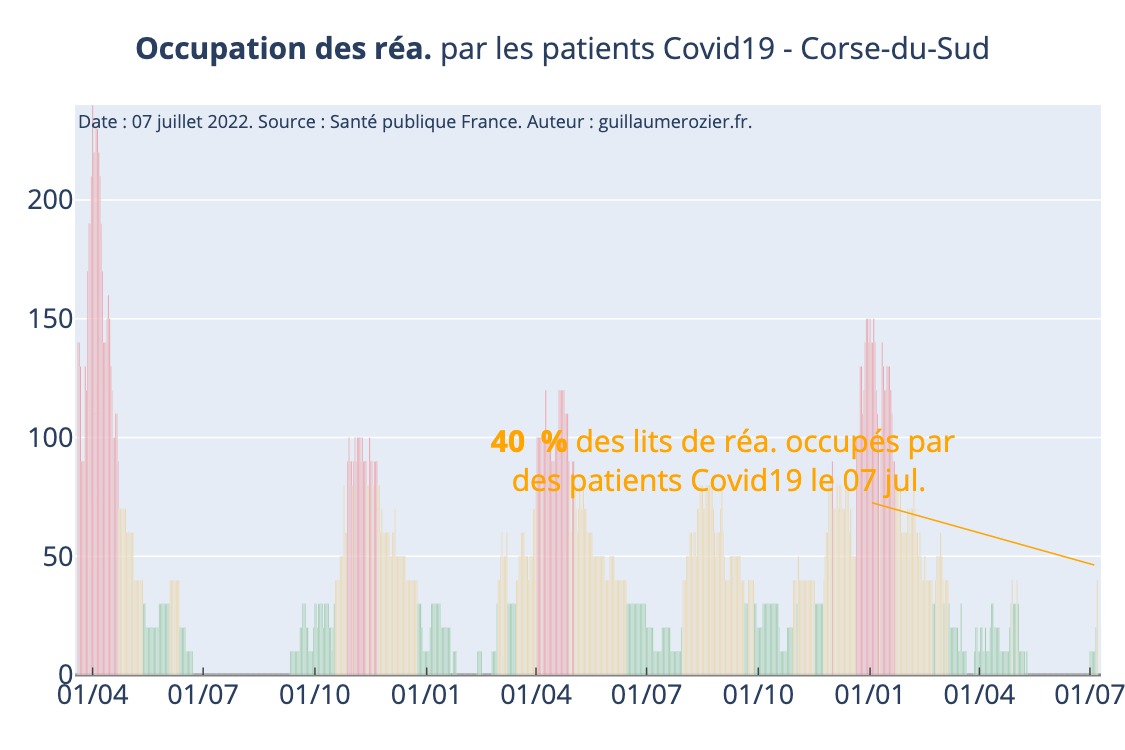 Occupation des réa. par les patients Covid19 - Corse-du-Sud
Date : 07 juillet 2022. Source : Santé publique France. Auteur : guillaumerozier.fr.
200
150
100
50
0
40 % des lits de réa. occupés par
des patients Covid19 le 07 jul.
01/04 01/07 01/10 01/01 01/04 01/07 01/10 01/01 01/04 01/07